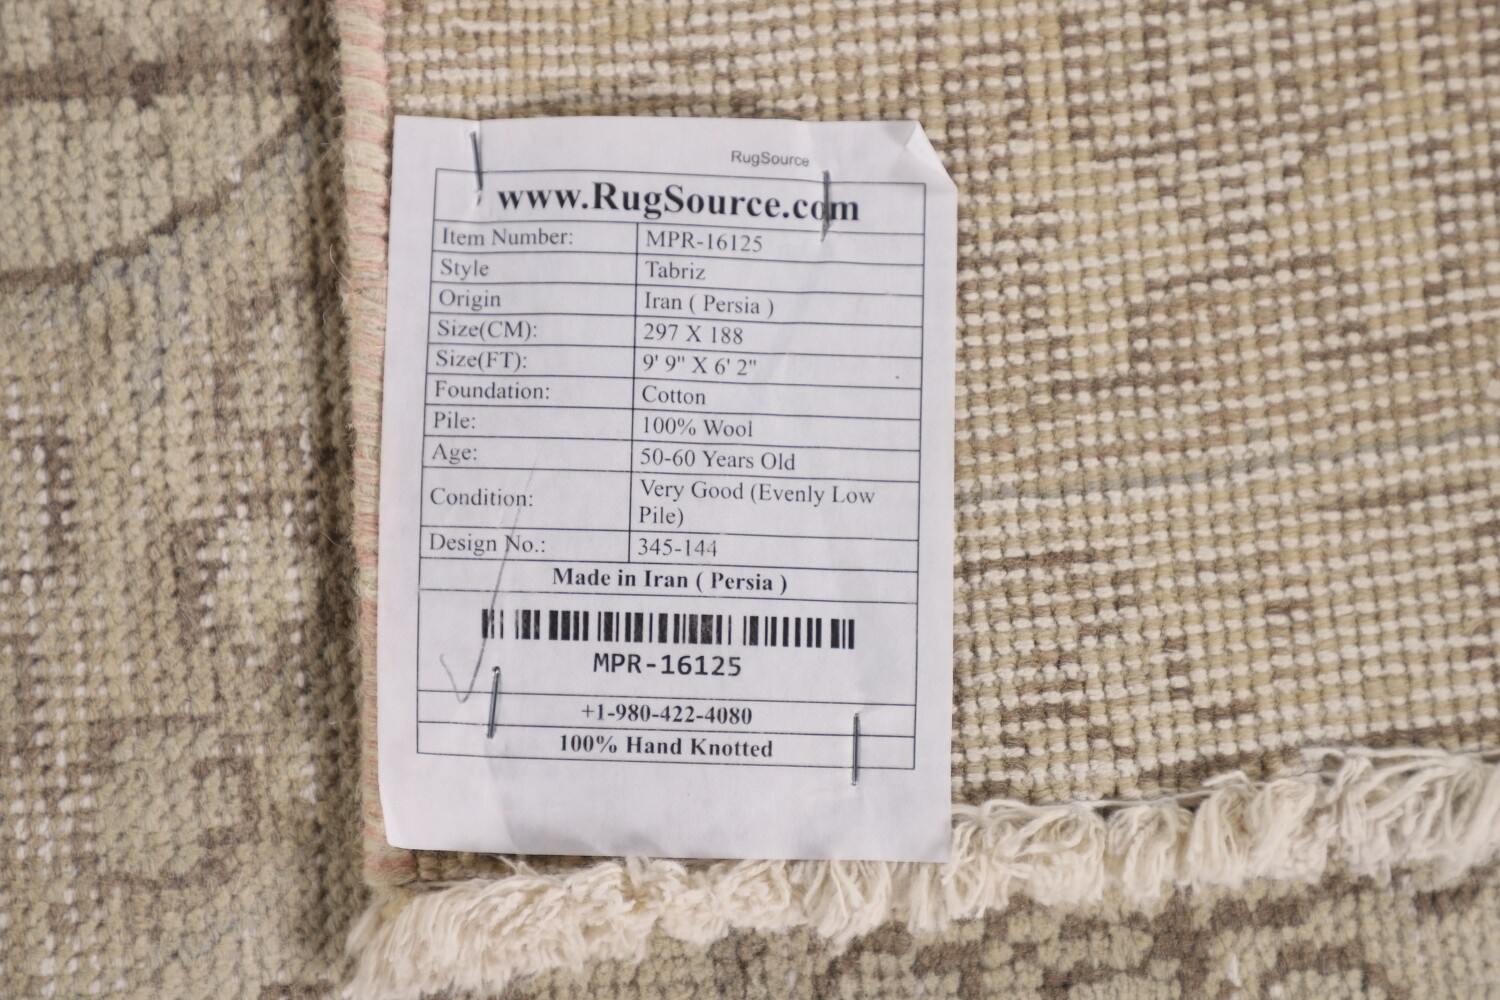 RugSource
www.RugSource.com
Item Number: MPR-16125
Style Tabriz
Origin Iran ( Persia )
Size(CM): 297 X 188
Size(FT): 9' 9" X 6' 2"
Foundation: Cotton
Pile: 100% Wool
Age: 50-60 Years Old
Condition: Very Good (Evenly Low
Pile)
Design No.: 345-144
Made in Iran ( Persia )
MPR-16125
+1-980-422-4080
100% Hand Knotted